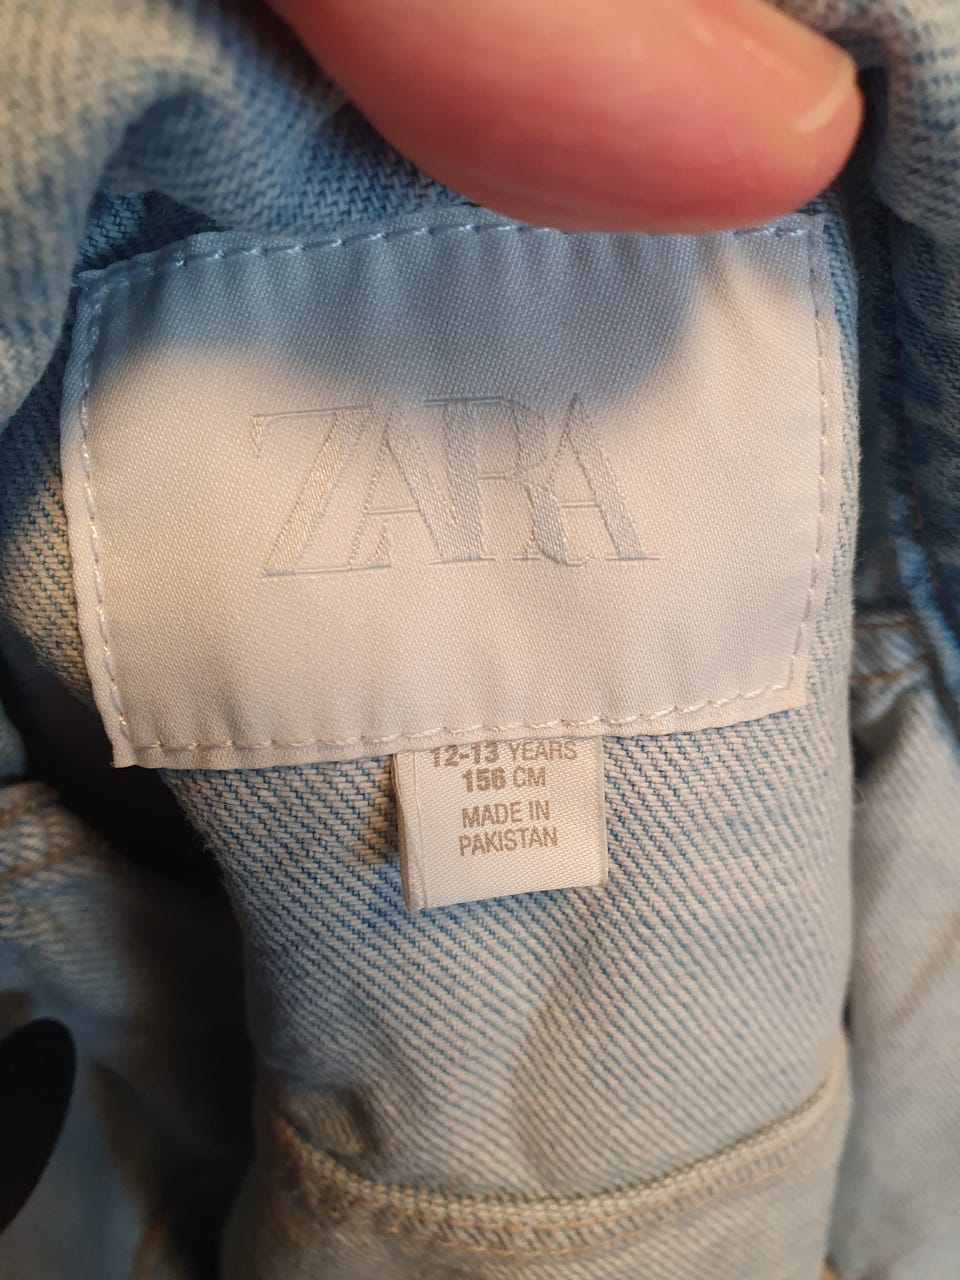 ZARA
12-13 YEARS
156 CM
MADE IN
PAKISTAN